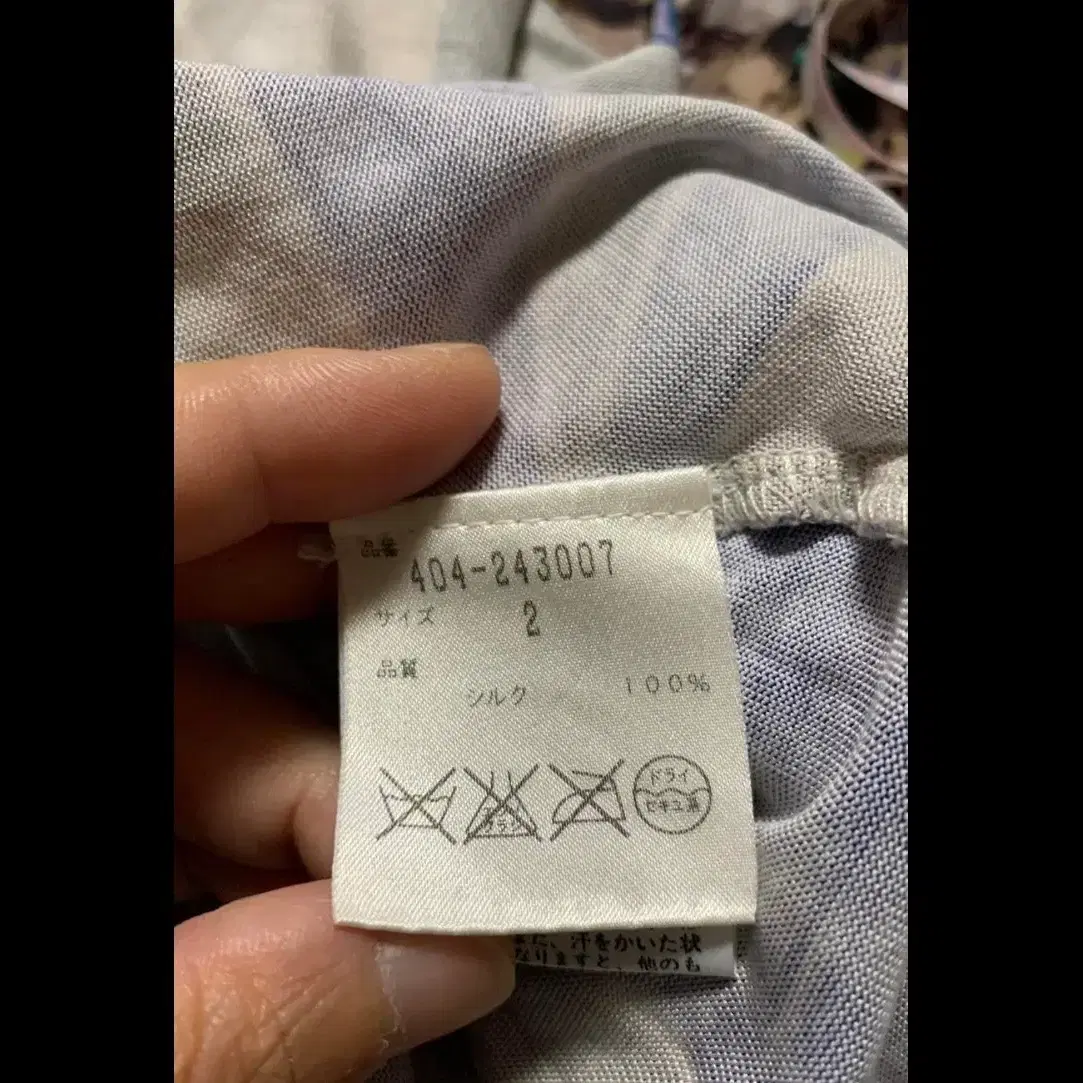 品番
404-243007
サイズ 2
品質
シルク 100%
ドライ
セキユ系
汗をかいた状
なりますと、他のも